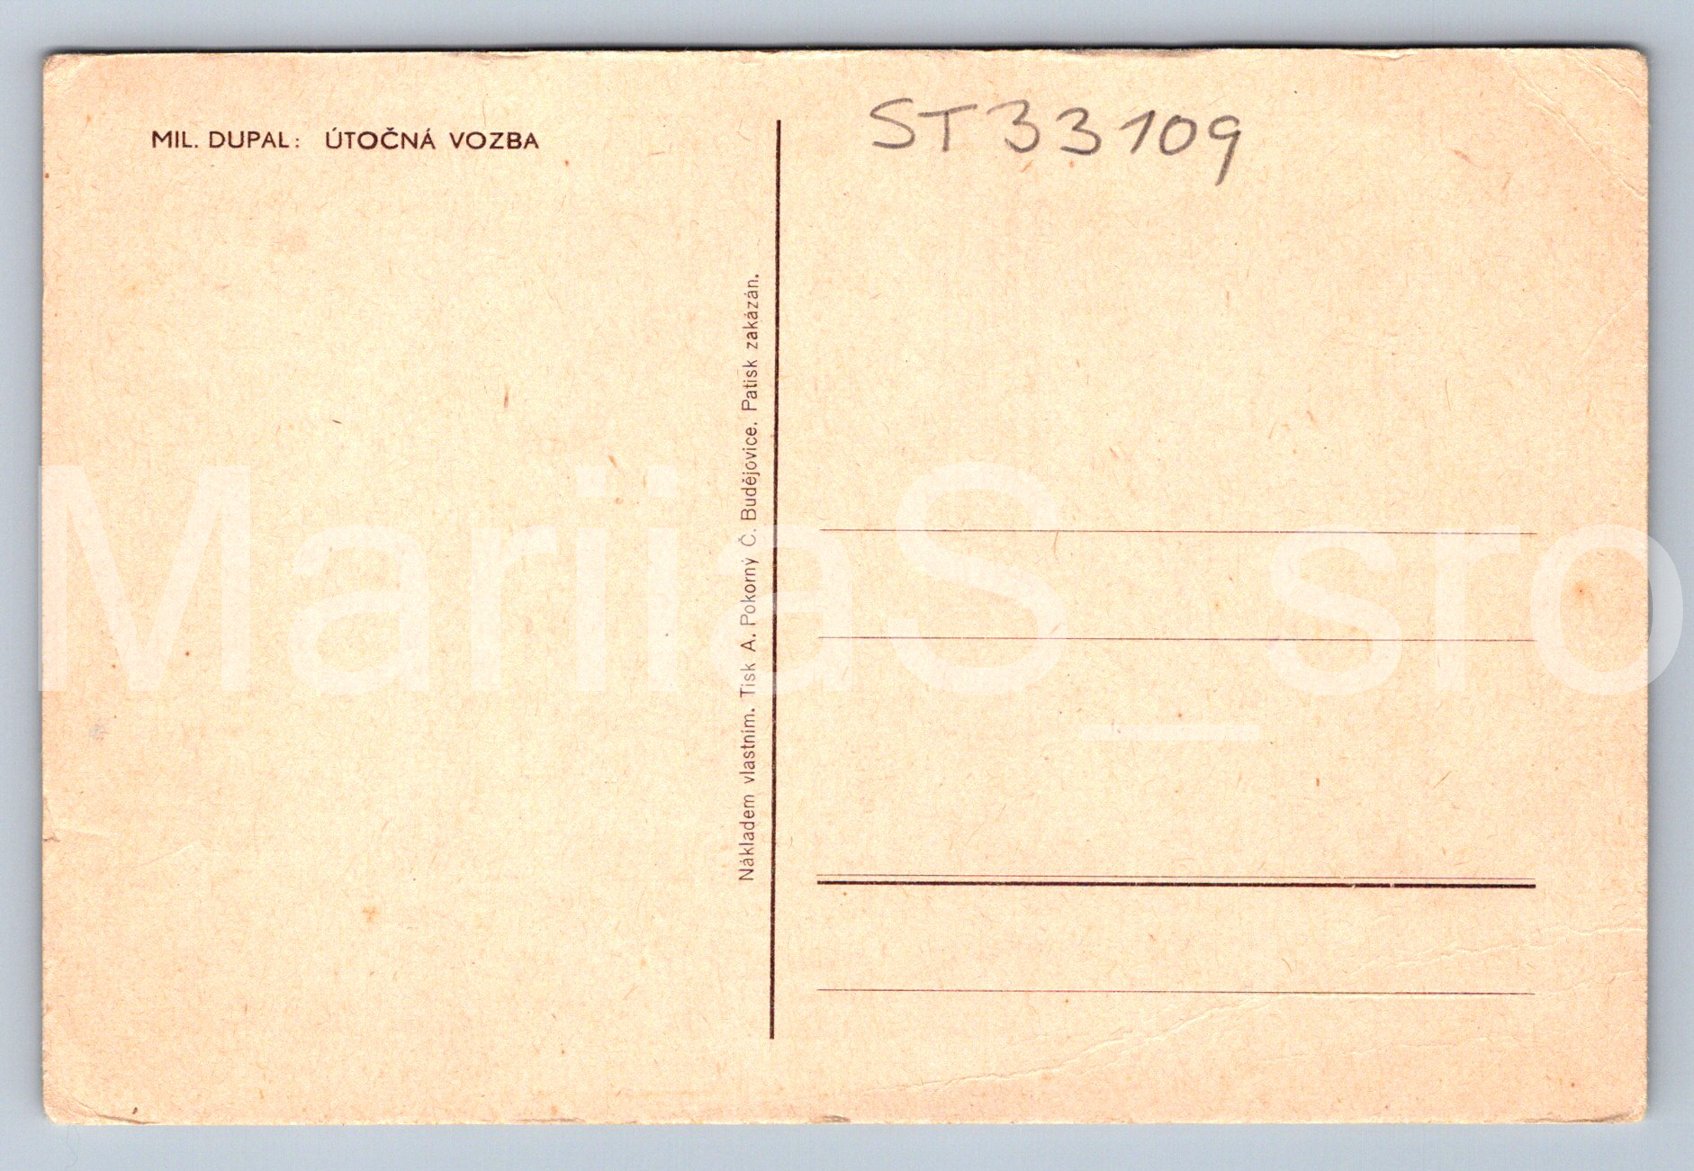 MIL. DUPAL: ÚTOČNÁ VOZBA
ST33109
Nákladem vlastním. Tisk A. Pokorný Č. Budějovice. Patisk zakázán.
MariiaS_sro